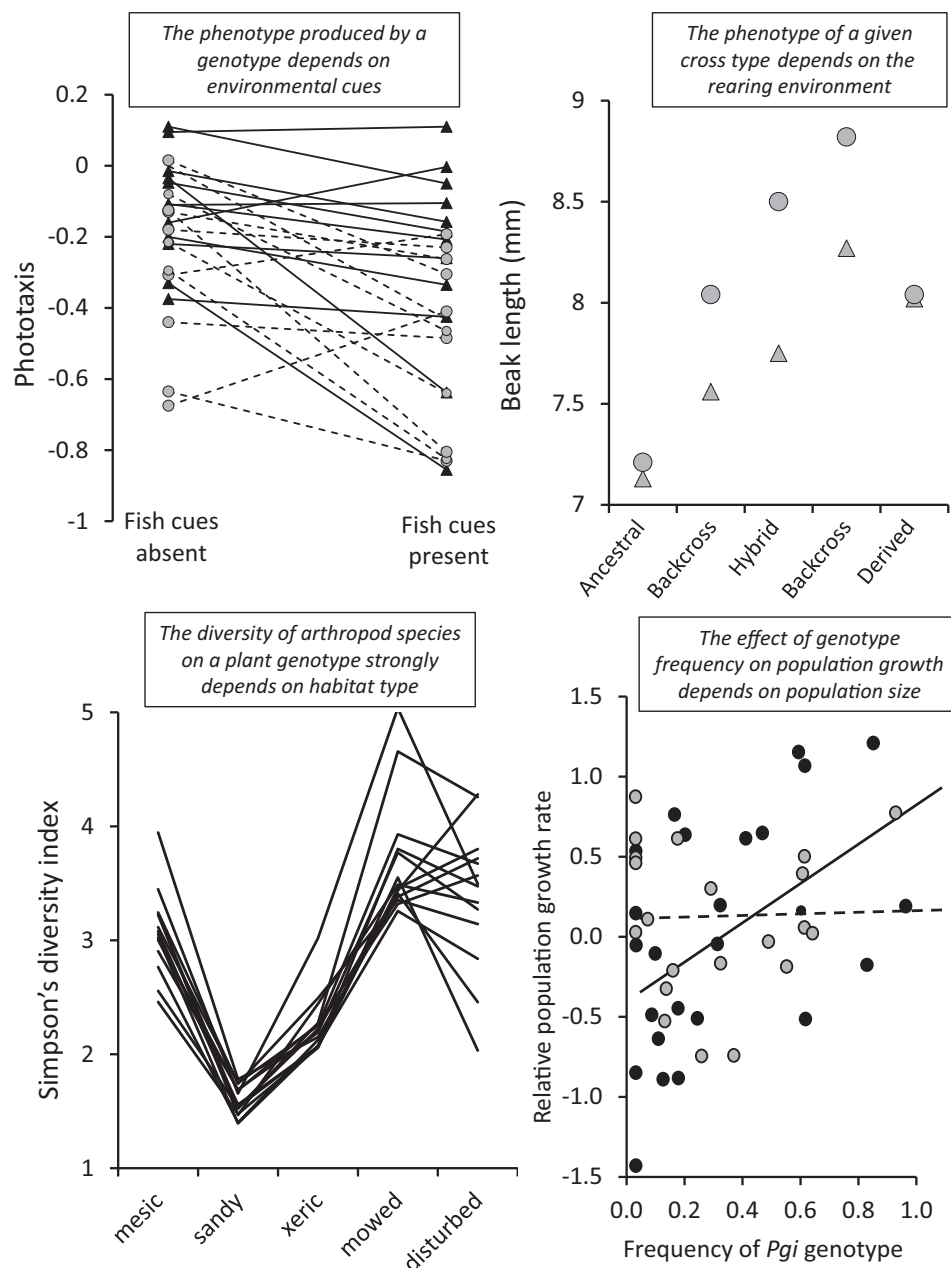 The phenotype produced by a
genotype depends on
environmental cues
0.2
0
-0.2
-0.4
-0.6
-0.8
-1
Phototaxis
Fish cues
absent
Fish cues
present
The phenotype of a given
cross type depends on the
rearing environment
9
8.5
8
7.5
7
Beak length (mm)
Ancestral
Backcross
Hybrid
Backcross
Derived
The diversity of arthropod species
on a plant genotype strongly
depends on habitat type
5
4
3
2
1
Simpson's diversity index
mesic
sandy
xeric
mowed
disturbed
The effect of genotype
frequency on population growth
depends on population size
1.5
1.0
0.5
0.0
-0.5
-1.0
-1.5
Relative population growth rate
0.0 0.2 0.4 0.6 0.8 1.0
Frequency of Pgi genotype